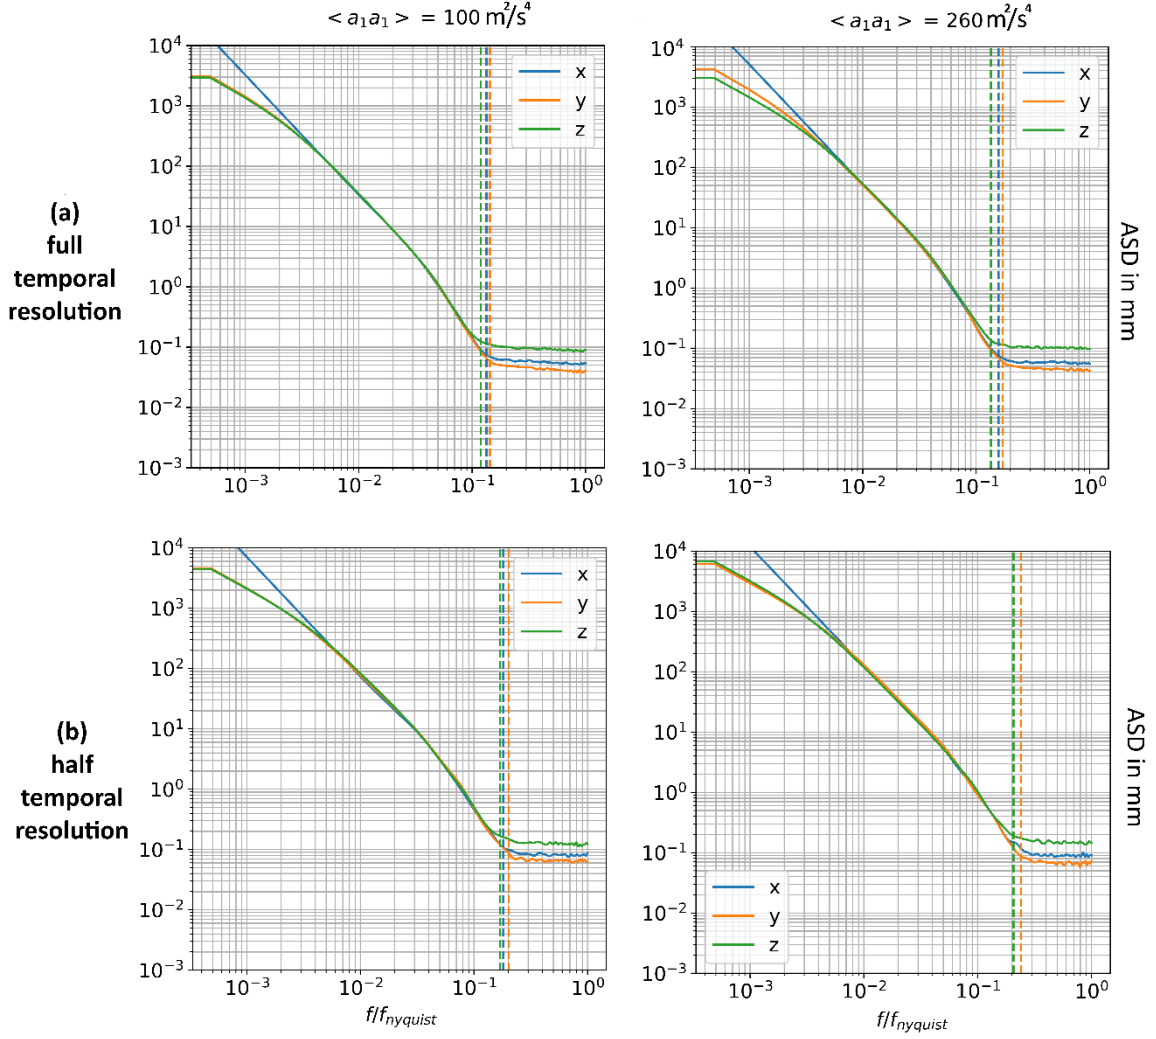 < a₁a₁ > = 100 m²/s⁴
< a₁a₁ > = 260 m²/s⁴
(a)
full
temporal
resolution
10⁴
10³
10²
10¹
10⁰
10⁻¹
10⁻²
10⁻³
10⁻³ 10⁻² 10⁻¹ 10⁰
x
y
z
10⁴
10³
10²
10¹
10⁰
10⁻¹
10⁻²
10⁻³
10⁻³ 10⁻² 10⁻¹ 10⁰
x
y
z
ASD in mm
(b)
half
temporal
resolution
10⁴
10³
10²
10¹
10⁰
10⁻¹
10⁻²
10⁻³
10⁻³ 10⁻² 10⁻¹ 10⁰
x
y
z
f/f_nyquist
10⁴
10³
10²
10¹
10⁰
10⁻¹
10⁻²
10⁻³
10⁻³ 10⁻² 10⁻¹ 10⁰
x
y
z
f/f_nyquist
ASD in mm